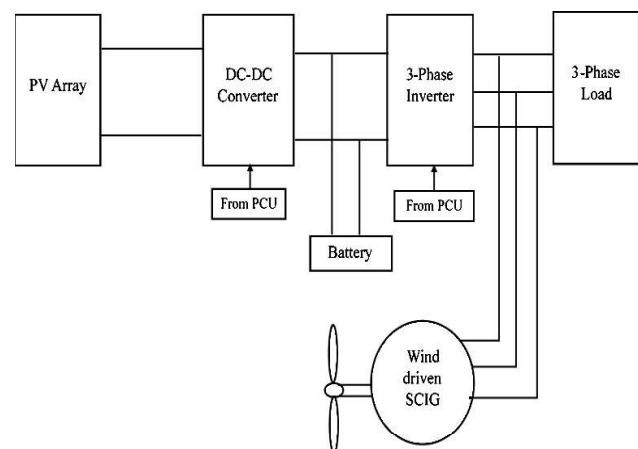 PV Array
DC-DC
Converter
3-Phase
Inverter
3-Phase
Load
From PCU
From PCU
Battery
Wind
driven
SCIG